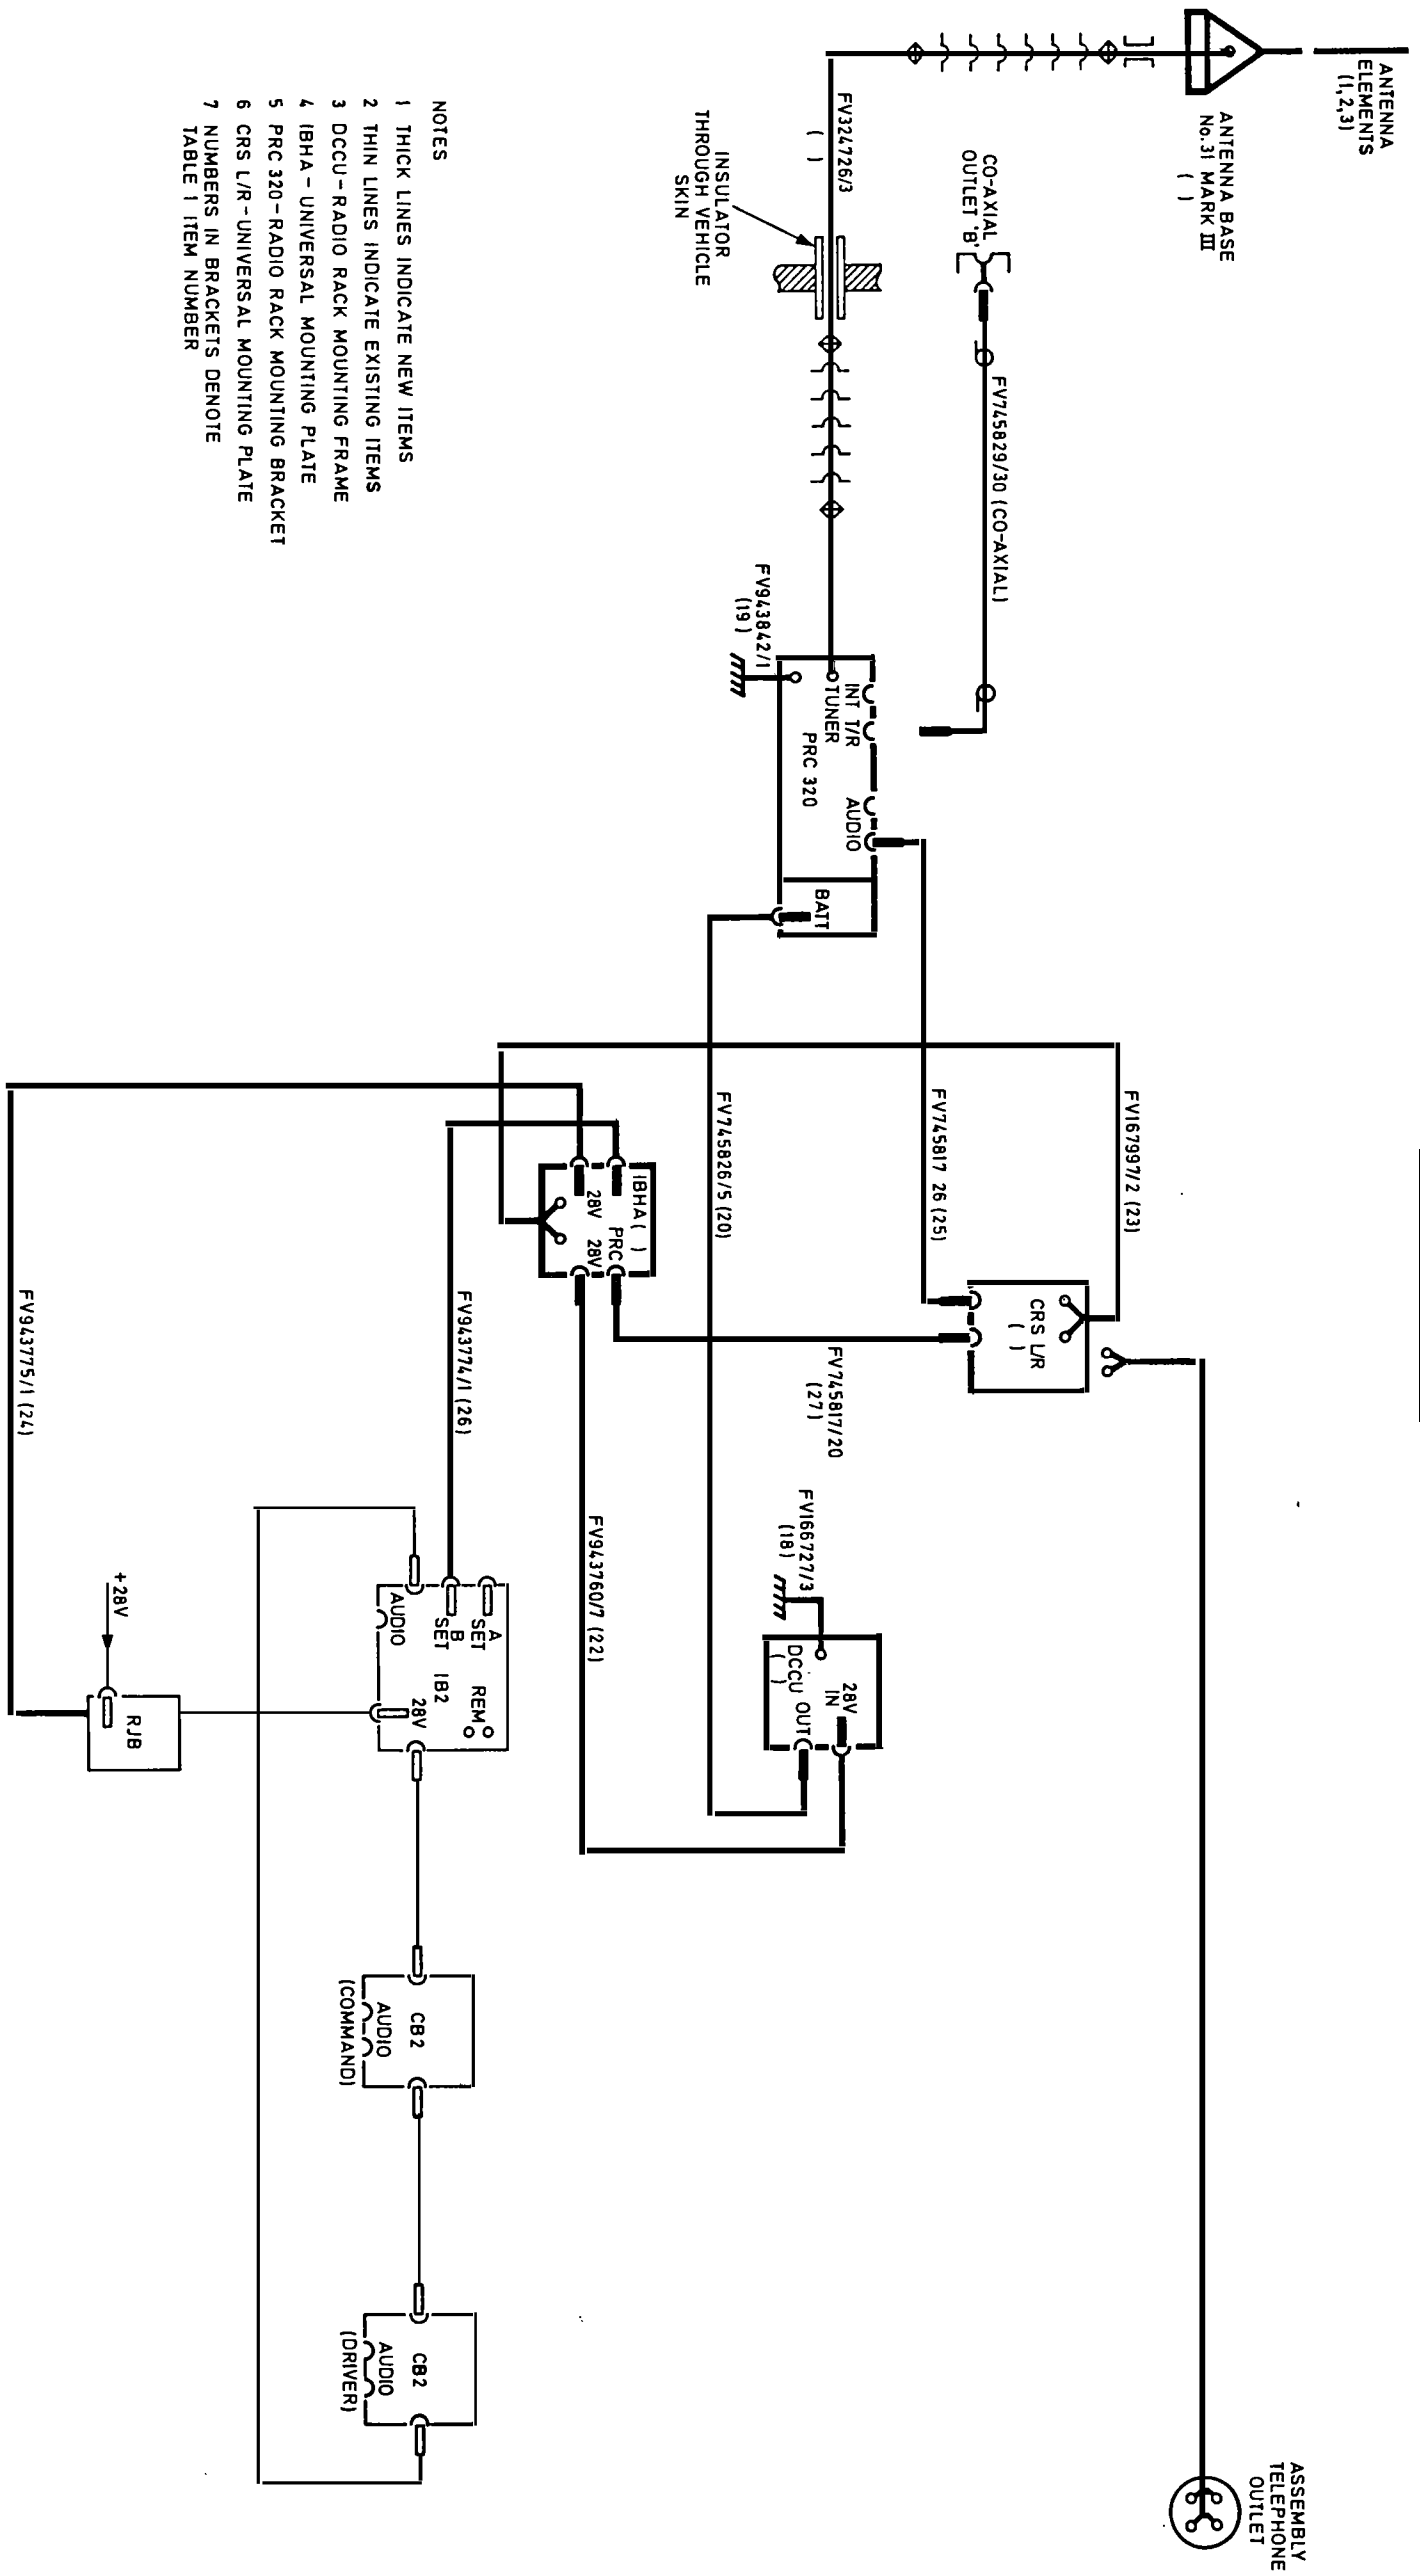 ANTENNA
ELEMENTS
(1,2,3)
ANTENNA BASE
No.31 MARK III
( )
CO-AXIAL
OUTLET 'B'
FV745829/30 (CO-AXIAL)
FV324726/3
( )
INSULATOR
THROUGH VEHICLE
SKIN
FV943842/1
(19)
INT T/R
TUNER
PRC 320
AUDIO
BATT
FV167997/2 (23)
FV745817 26 (25)
FV745826/5 (20)
CRS L/R
( )
IBHA ( )
PRC
28V
28V
FV745817/20
(27)
FV166727/3
(18)
28V
IN
DCCU OUT
( )
FV943760/7 (22)
FV943774/1 (26)
FV943775/1 (24)
A
SET
B
SET
REM
IB2
AUDIO
28V
+28V
RJB
CB2
AUDIO
(COMMAND)
CB2
AUDIO
(DRIVER)
ASSEMBLY
TELEPHONE
OUTLET
NOTES
1 THICK LINES INDICATE NEW ITEMS
2 THIN LINES INDICATE EXISTING ITEMS
3 DCCU-RADIO RACK MOUNTING FRAME
4 IBHA - UNIVERSAL MOUNTING PLATE
5 PRC 320-RADIO RACK MOUNTING BRACKET
6 CRS L/R-UNIVERSAL MOUNTING PLATE
7 NUMBERS IN BRACKETS DENOTE
TABLE 1 ITEM NUMBER